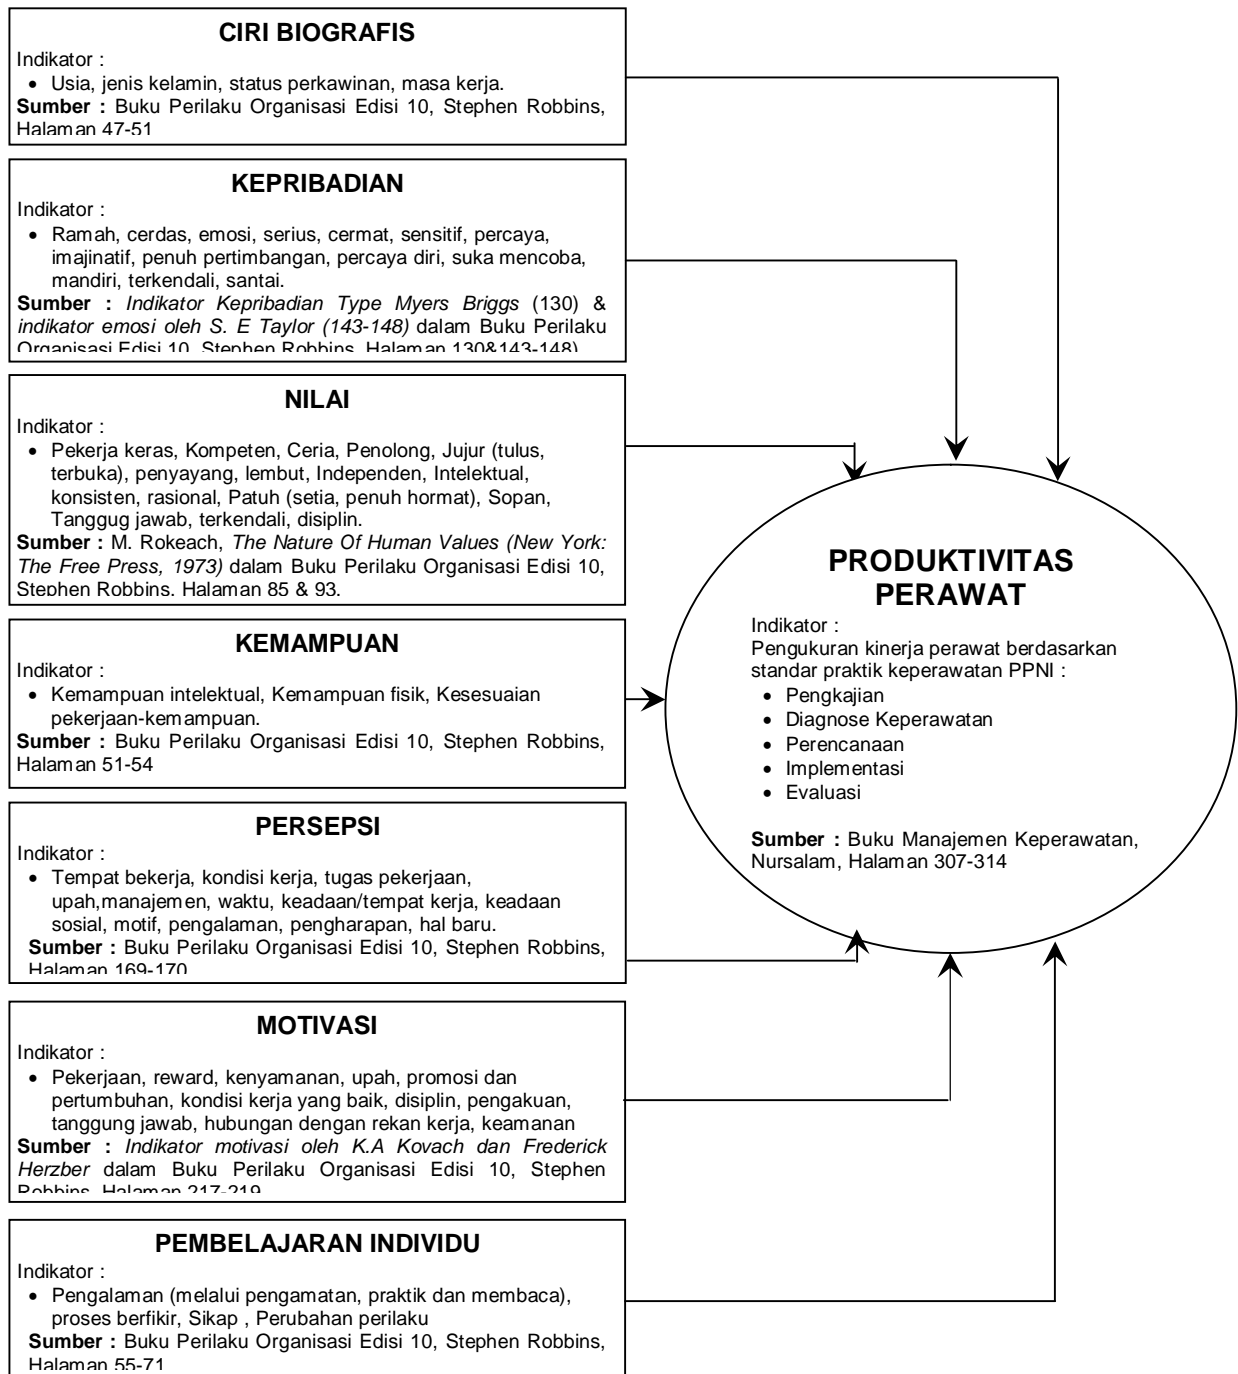 CIRI BIOGRAFIS
Indikator :
• Usia, jenis kelamin, status perkawinan, masa kerja.
Sumber : Buku Perilaku Organisasi Edisi 10, Stephen Robbins,
Halaman 47-51
KEPRIBADIAN
Indikator :
• Ramah, cerdas, emosi, serius, cermat, sensitif, percaya,
imajinatif, penuh pertimbangan, percaya diri, suka mencoba,
mandiri, terkendali, santai.
Sumber : Indikator Kepribadian Type Myers Briggs (130) &
indikator emosi oleh S. E Taylor (143-148) dalam Buku Perilaku
Organisasi Edisi 10, Stephen Robbins, Halaman 130&143-148)
NILAI
Indikator :
• Pekerja keras, Kompeten, Ceria, Penolong, Jujur (tulus,
terbuka), penyayang, lembut, Independen, Intelektual,
konsisten, rasional, Patuh (setia, penuh hormat), Sopan,
Tanggug jawab, terkendali, disiplin.
Sumber : M. Rokeach, The Nature Of Human Values (New York:
The Free Press, 1973) dalam Buku Perilaku Organisasi Edisi 10,
Stephen Robbins. Halaman 85 & 93.
KEMAMPUAN
Indikator :
• Kemampuan intelektual, Kemampuan fisik, Kesesuaian
pekerjaan-kemampuan.
Sumber : Buku Perilaku Organisasi Edisi 10, Stephen Robbins,
Halaman 51-54
PERSEPSI
Indikator :
• Tempat bekerja, kondisi kerja, tugas pekerjaan,
upah,manajemen, waktu, keadaan/tempat kerja, keadaan
sosial, motif, pengalaman, pengharapan, hal baru.
Sumber : Buku Perilaku Organisasi Edisi 10, Stephen Robbins,
Halaman 169-170
MOTIVASI
Indikator :
• Pekerjaan, reward, kenyamanan, upah, promosi dan
pertumbuhan, kondisi kerja yang baik, disiplin, pengakuan,
tanggung jawab, hubungan dengan rekan kerja, keamanan
Sumber : Indikator motivasi oleh K.A Kovach dan Frederick
Herzber dalam Buku Perilaku Organisasi Edisi 10, Stephen
Robbins, Halaman 217-219
PEMBELAJARAN INDIVIDU
Indikator :
• Pengalaman (melalui pengamatan, praktik dan membaca),
proses berfikir, Sikap , Perubahan perilaku
Sumber : Buku Perilaku Organisasi Edisi 10, Stephen Robbins,
Halaman 55-71
PRODUKTIVITAS
PERAWAT
Indikator :
Pengukuran kinerja perawat berdasarkan
standar praktik keperawatan PPNI :
• Pengkajian
• Diagnose Keperawatan
• Perencanaan
• Implementasi
• Evaluasi
Sumber : Buku Manajemen Keperawatan,
Nursalam, Halaman 307-314